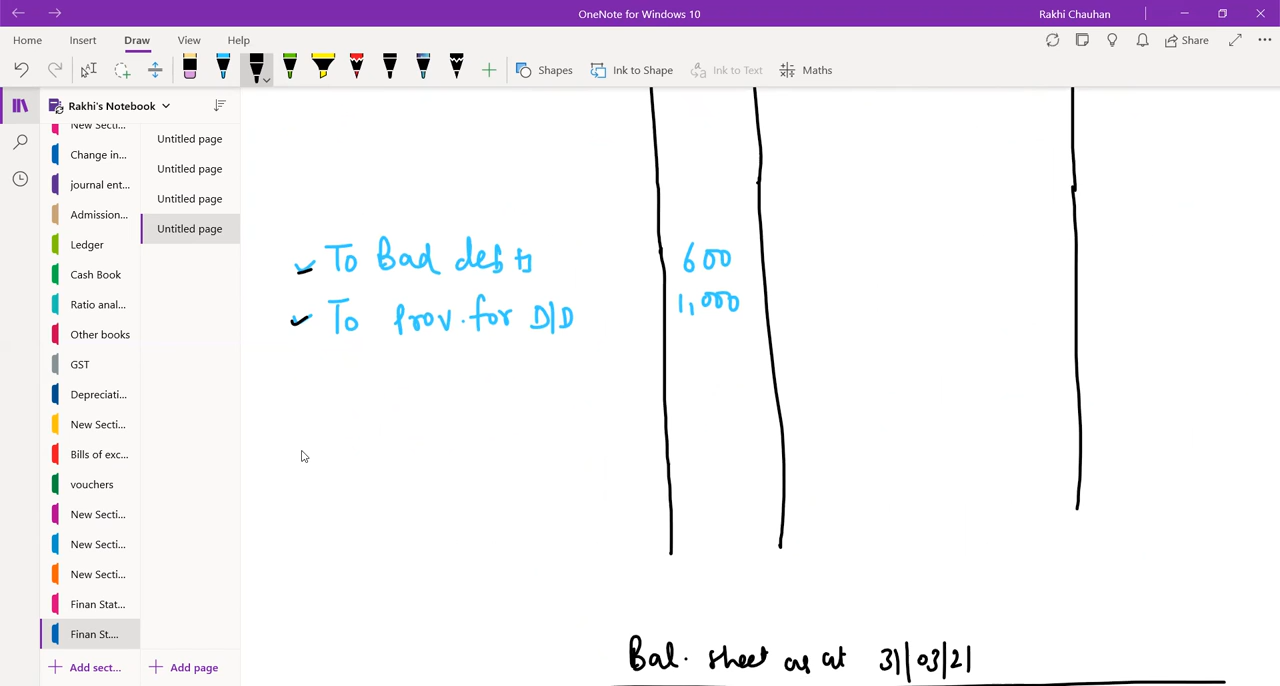 OneNote for Windows 10
Rakhi Chauhan
Home Insert Draw View Help
Share
Shapes Ink to Shape Ink to Text Maths
Rakhi's Notebook
New Secti...
Change in...
journal ent...
Admission...
Ledger
Cash Book
Ratio anal...
Other books
GST
Depreciati...
New Secti...
Bills of exc...
vouchers
New Secti...
New Secti...
New Secti...
Finan Stat...
Finan St....
Add sect...
Untitled page
Untitled page
Untitled page
Untitled page
Add page
To Bad debts 600
To Prov. for D/D 1,000
Bal. sheet as at 31/03/21